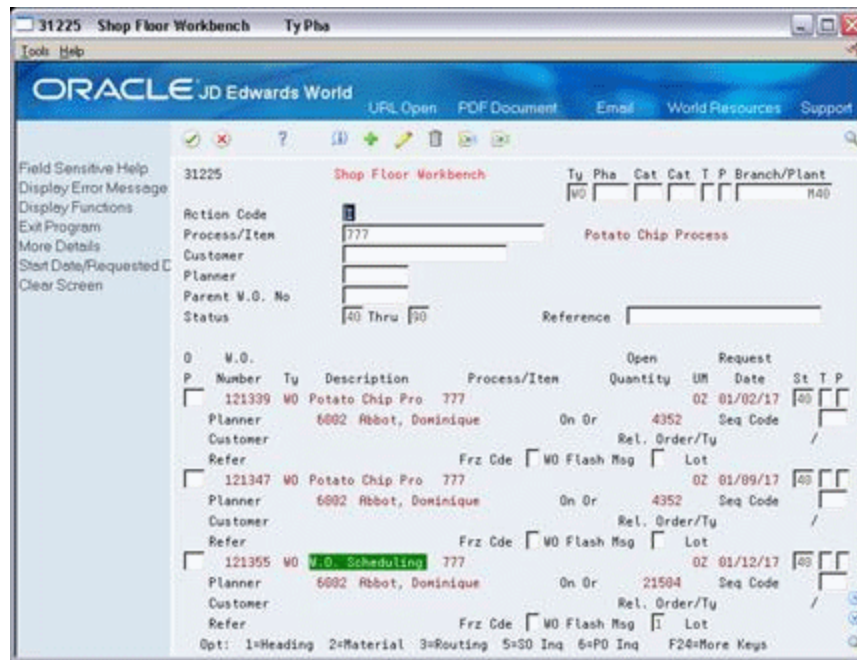 31225 Shop Floor Workbench Ty Pha
Tools Help
ORACLE JD Edwards World
URL Open PDF Document Email World Resources Support
Field Sensitive Help
Display Error Message
Display Functions
Exit Program
More Details
Start Date/Requested D
Clear Screen
31225 Shop Floor Workbench Ty Pha Cat Cat T P Branch/Plant
WO M40
Action Code I
Process/Item 777 Potato Chip Process
Customer
Planner
Parent W.O. No
Status 40 Thru 90 Reference
O W.O. Open Request
P Number Ty Description Process/Item Quantity UM Date St T P
121339 WO Potato Chip Pro 777 OZ 01/02/17 40
Planner 6002 Abbot, Dominique On Or 4352 Seq Code
Customer Rel. Order/Ty /
Refer Frz Cde WO Flash Msg Lot
121347 WO Potato Chip Pro 777 OZ 01/09/17 40
Planner 6002 Abbot, Dominique On Or 4352 Seq Code
Customer Rel. Order/Ty /
Refer Frz Cde WO Flash Msg Lot
121355 WO W.O. Scheduling 777 OZ 01/12/17 40
Planner 6002 Abbot, Dominique On Or 21504 Seq Code
Customer Rel. Order/Ty /
Refer Frz Cde WO Flash Msg 1 Lot
Opt: 1=Heading 2=Material 3=Routing 5=SO Inq 6=PO Inq F24=More Keys